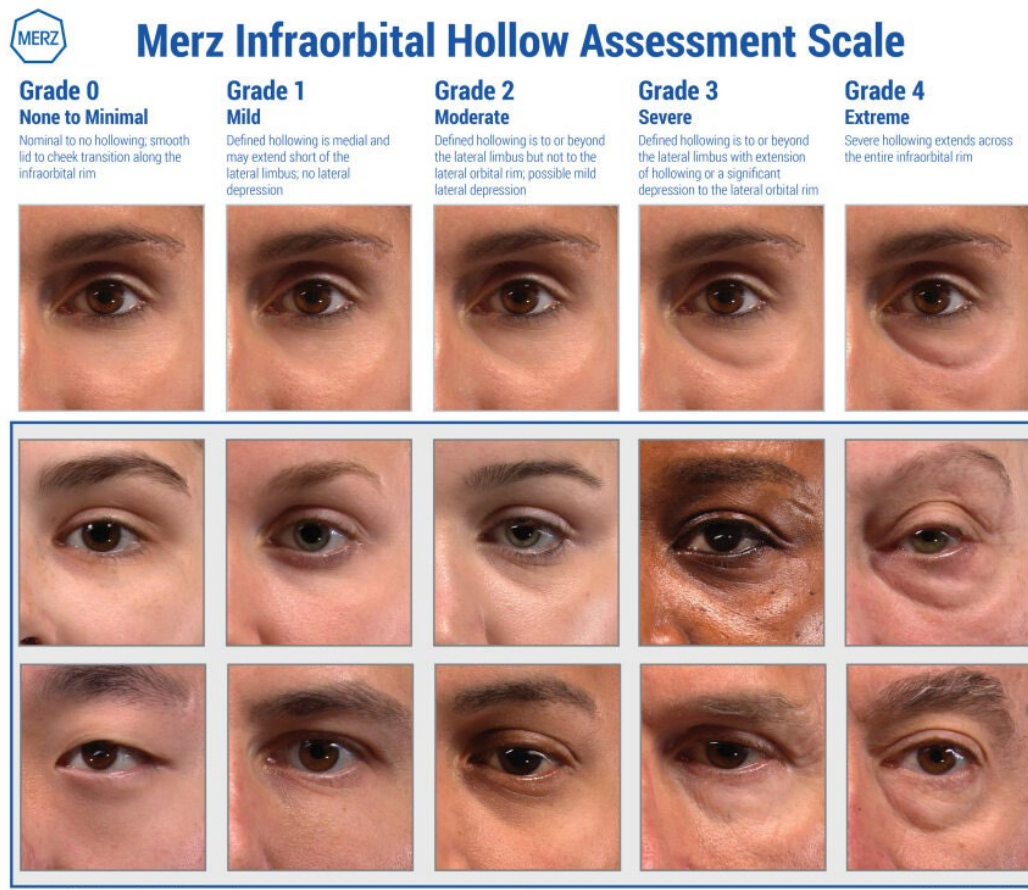 MERZ
Merz Infraorbital Hollow Assessment Scale
Grade 0
None to Minimal
Nominal to no hollowing; smooth
lid to cheek transition along the
infraorbital rim
Grade 1
Mild
Defined hollowing is medial and
may extend short of the
lateral limbus; no lateral
depression
Grade 2
Moderate
Defined hollowing is to or beyond
the lateral limbus but not to the
lateral orbital rim; possible mild
lateral depression
Grade 3
Severe
Defined hollowing is to or beyond
the lateral limbus with extension
of hollowing or a significant
depression to the lateral orbital rim
Grade 4
Extreme
Severe hollowing extends across
the entire infraorbital rim